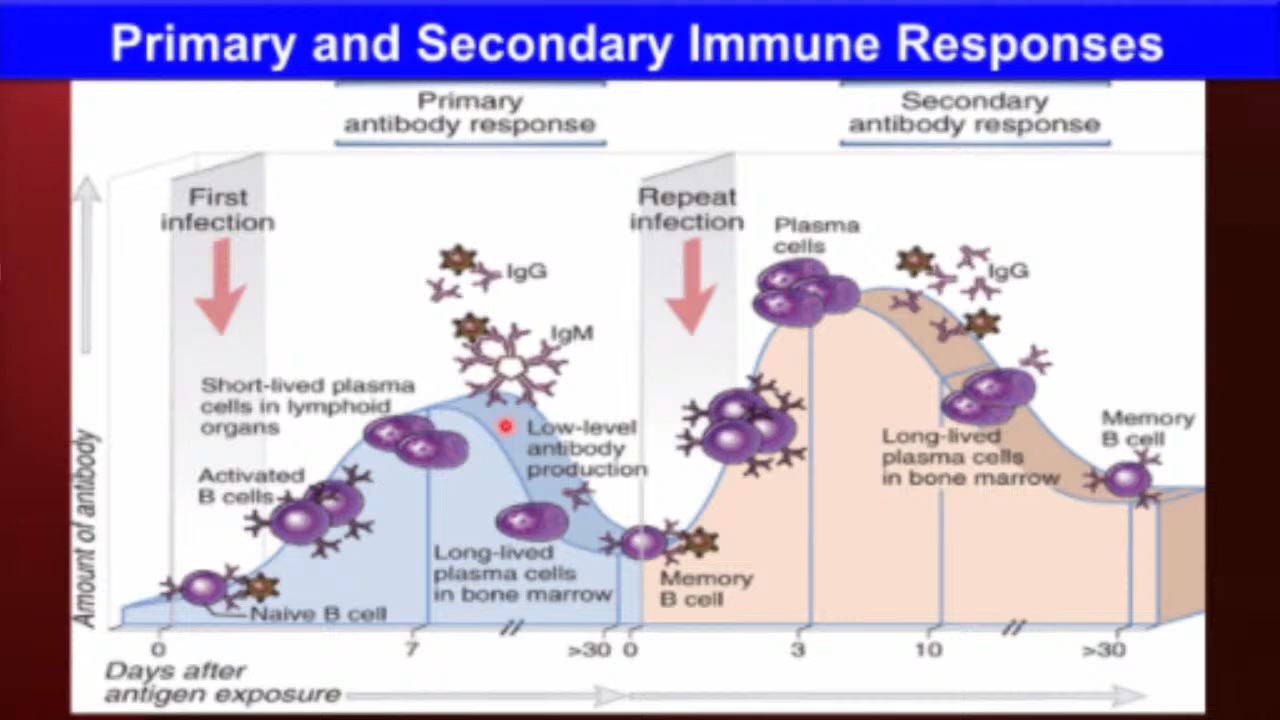 Primary and Secondary Immune Responses
Primary
antibody response
Secondary
antibody response
First
infection
Repeat
infection
Plasma
cells
IgG
IgG
IgM
Short-lived plasma
cells in lymphoid
organs
Low-level
antibody
production
Activated
B cells
Long-lived
plasma cells
in bone marrow
Memory
B cell
Long-lived
plasma cells
in bone marrow
Memory
B cell
Naive B cell
Amount of antibody
0
7
>30
0
3
10
>30
Days after
antigen exposure